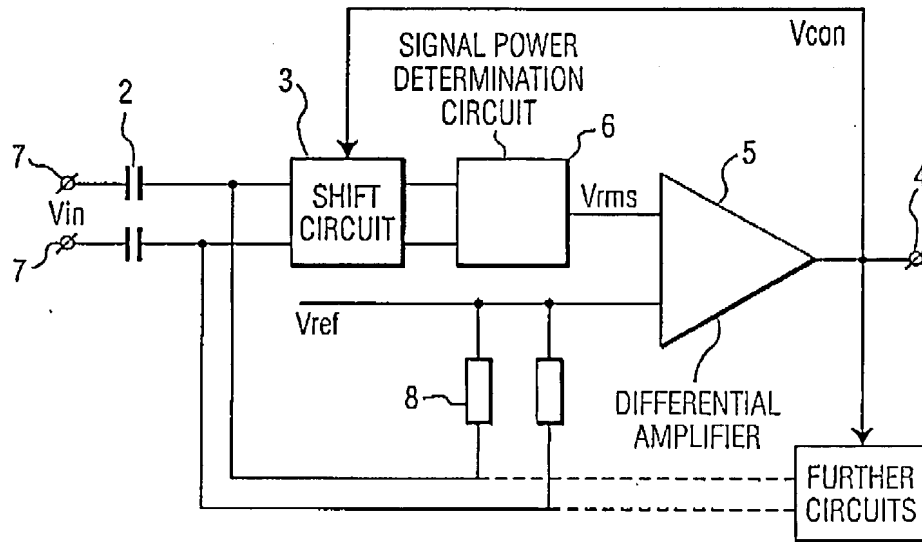 Vcon
SIGNAL POWER
DETERMINATION
CIRCUIT
3
2
6
5
4
7
Vin
7
SHIFT
CIRCUIT
Vrms
Vref
8
DIFFERENTIAL
AMPLIFIER
FURTHER
CIRCUITS